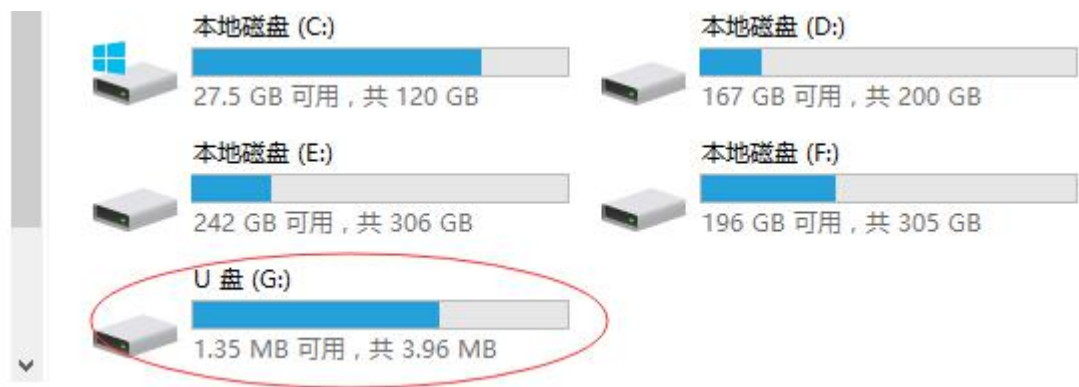 本地磁盘 (C:)
27.5 GB 可用，共 120 GB
本地磁盘 (D:)
167 GB 可用，共 200 GB
本地磁盘 (E:)
242 GB 可用，共 306 GB
本地磁盘 (F:)
196 GB 可用，共 305 GB
U 盘 (G:)
1.35 MB 可用，共 3.96 MB